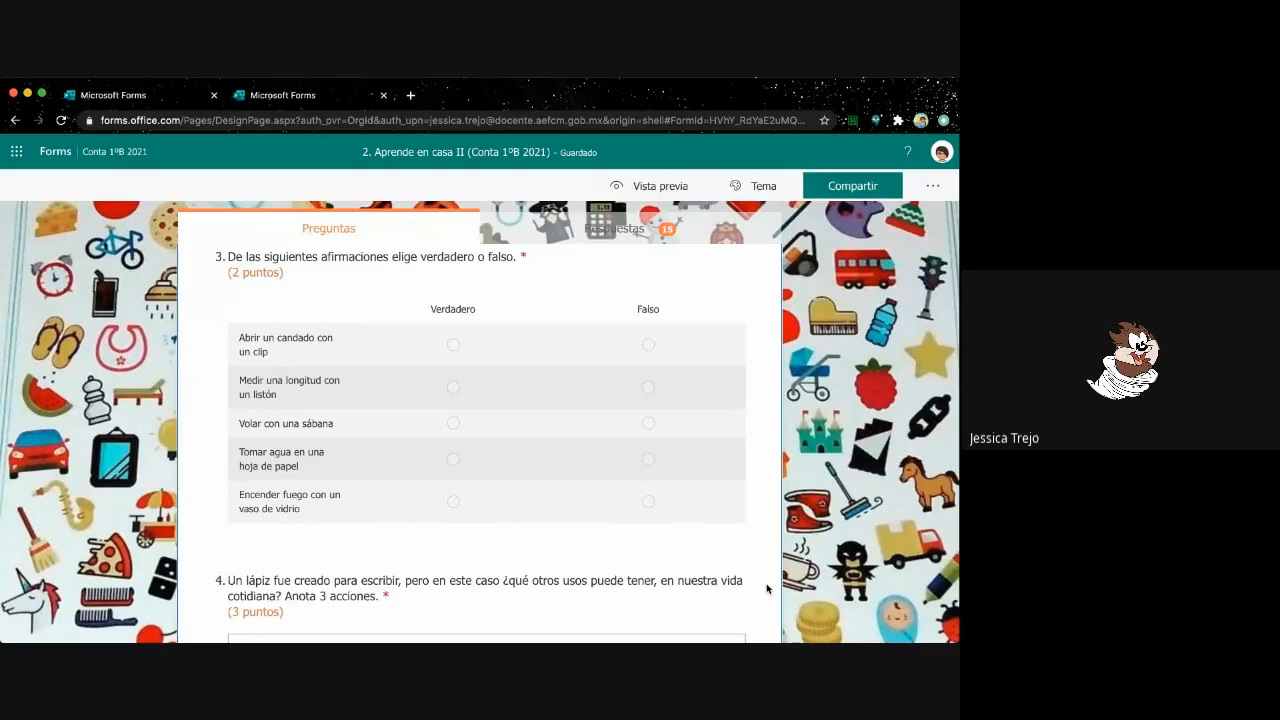 Microsoft Forms
Microsoft Forms
forms.office.com/Pages/DesignPage.aspx?auth_pvr=OrgId&auth_upn=jessica.trejo@docente.aefcm.gob.mx&origin=shell#FormId=HVhY_RdYaE2uMQ...
Forms
Conta 1ºB 2021
2. Aprende en casa II (Conta 1ºB 2021) - Guardado
?
Vista previa
Tema
Compartir
Preguntas
Respuestas 15
3. De las siguientes afirmaciones elige verdadero o falso. *
(2 puntos)
Verdadero
Falso
Abrir un candado con
un clip
Medir una longitud con
un listón
Volar con una sábana
Tomar agua en una
hoja de papel
Encender fuego con un
vaso de vidrio
4. Un lápiz fue creado para escribir, pero en este caso ¿qué otros usos puede tener, en nuestra vida
cotidiana? Anota 3 acciones. *
(3 puntos)
Jessica Trejo